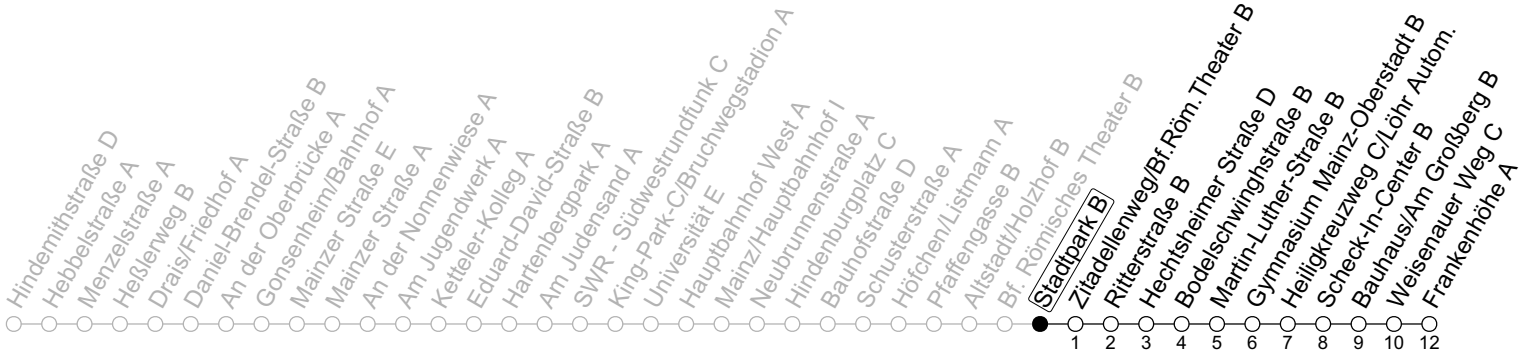 Hindemithstraße D
Hebbelstraße A
Menzelstraße A
Heßlerweg B
Drais/Friedhof A
Daniel-Brendel-Straße B
An der Oberbrücke A
Gonsenheim/Bahnhof A
Mainzer Straße E
Mainzer Straße A
An der Nonnenwiese A
Am Jugendwerk A
Ketteler-Kolleg A
Eduard-David-Straße B
Hartenbergpark A
Am Judensand A
SWR - Südwestrundfunk C
King-Park-C/Bruchwegstadion A
Universität E
Hauptbahnhof West A
Mainz/Hauptbahnhof I
Neubrunnenstraße A
Hindenburgplatz C
Bauhofstraße D
Schusterstraße A
Höfchen/Listmann A
Pfaffengasse B
Altstadt/Holzhof B
Bf. Römisches Theater B
Stadtpark B
Zitadellenweg/Bf.Röm.Theater B
Ritterstraße B
Hechtsheimer Straße D
Bodelschwinghstraße B
Martin-Luther-Straße B
Gymnasium Mainz-Oberstadt B
Heiligkreuzweg C/Löhr Autom.
Scheck-In-Center B
Bauhaus/Am Großberg B
Weisenauer Weg C
Frankenhöhe A
1 2 3 4 5 6 7 8 9 10 12